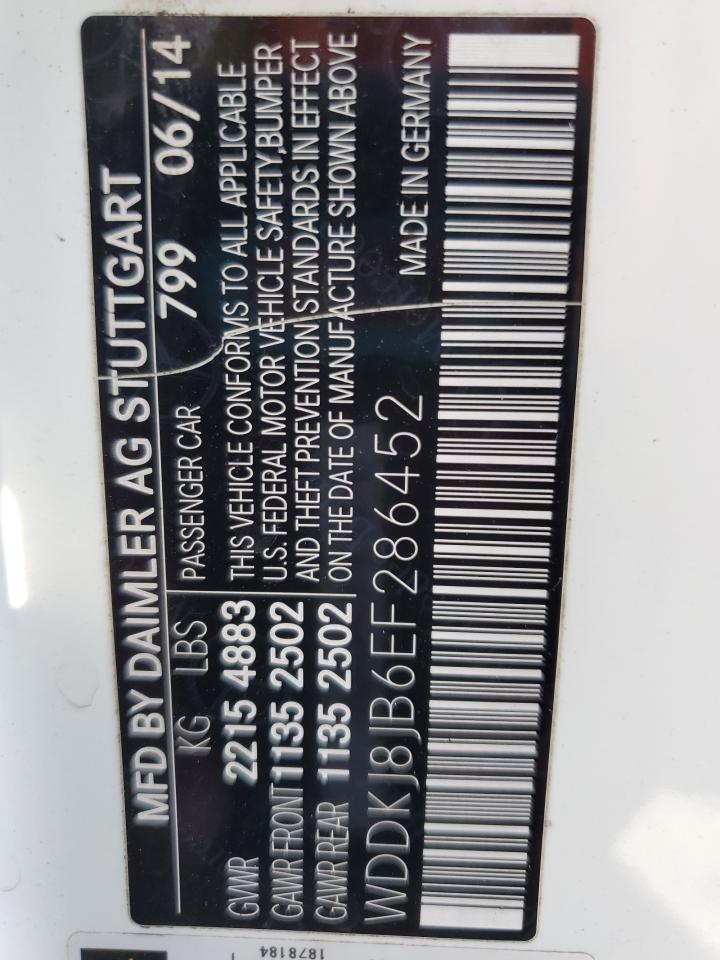 MFD BY DAIMLER AG STUTTGART
KG LBS PASSENGER CAR 799 06/14
GVWR 2215 4883
GAWR FRONT 1135 2502
GAWR REAR 1135 2502
THIS VEHICLE CONFORMS TO ALL APPLICABLE
U.S. FEDERAL MOTOR VEHICLE SAFETY,BUMPER
AND THEFT PREVENTION STANDARDS IN EFFECT
ON THE DATE OF MANUFACTURE SHOWN ABOVE
WDDKJ8JB6EF286452 MADE IN GERMANY
1878184